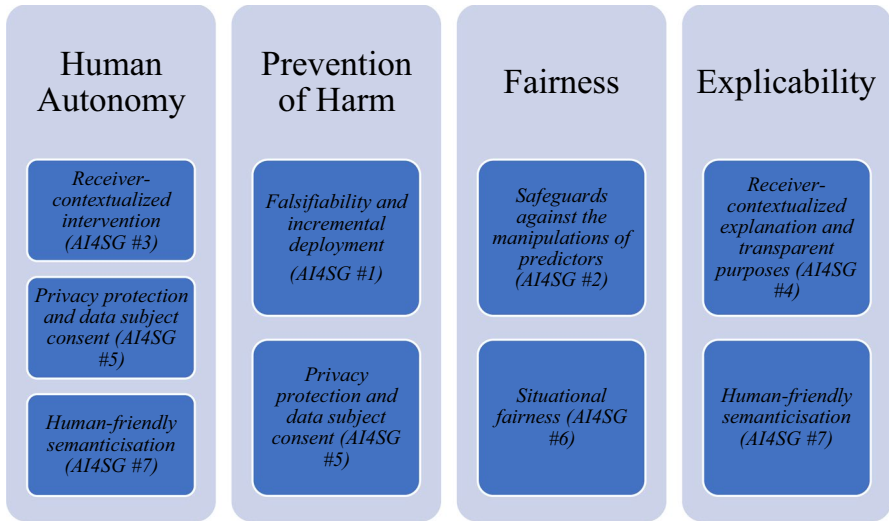 Human
Autonomy
Receiver-
contextualized
intervention
(AI4SG #3)
Privacy protection
and data subject
consent (AI4SG
#5)
Human-friendly
semanticisation
(AI4SG #7)
Prevention
of Harm
Falsifiability and
incremental
deployment
(AI4SG #1)
Privacy
protection and
data subject
consent (AI4SG
#5)
Fairness
Safeguards
against the
manipulations of
predictors
(AI4SG #2)
Situational
fairness (AI4SG
#6)
Explicability
Receiver-
contextualized
explanation and
transparent
purposes (AI4SG
#4)
Human-friendly
semanticisation
(AI4SG #7)